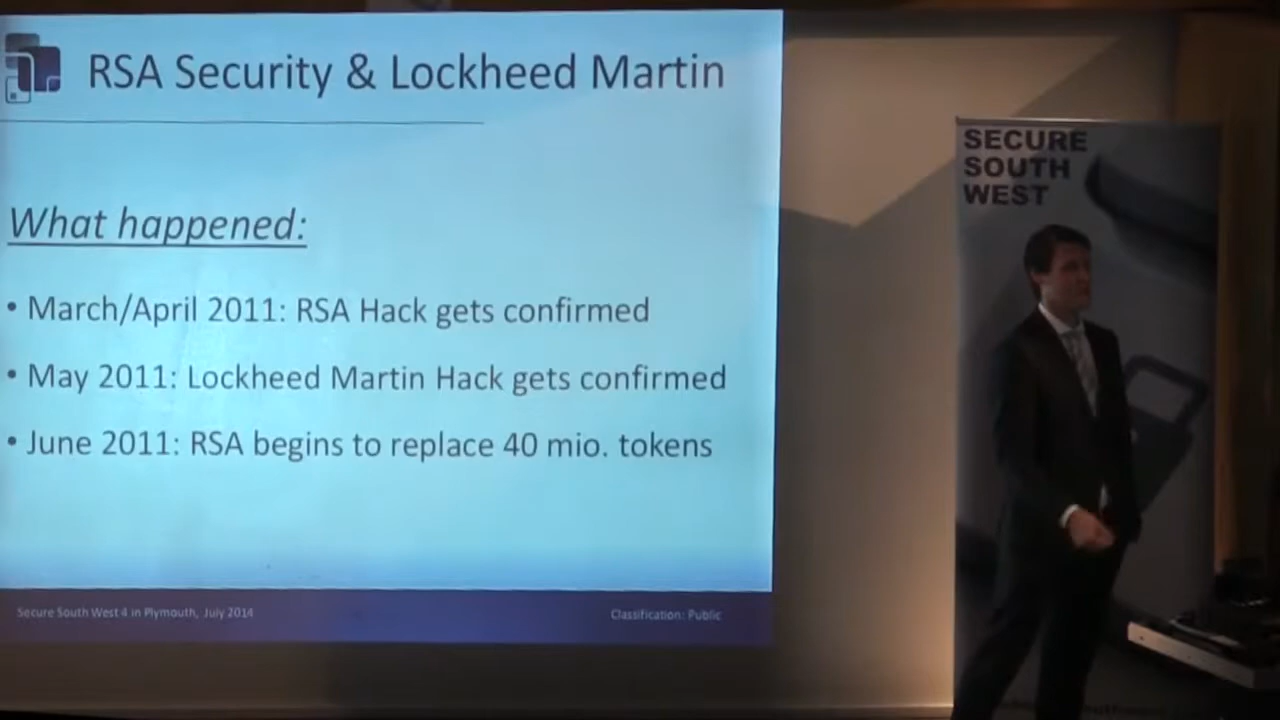 RSA Security & Lockheed Martin
What happened:
• March/April 2011: RSA Hack gets confirmed
• May 2011: Lockheed Martin Hack gets confirmed
• June 2011: RSA begins to replace 40 mio. tokens
Secure South West 4 in Plymouth, July 2014
Classification: Public
SECURE
SOUTH
WEST